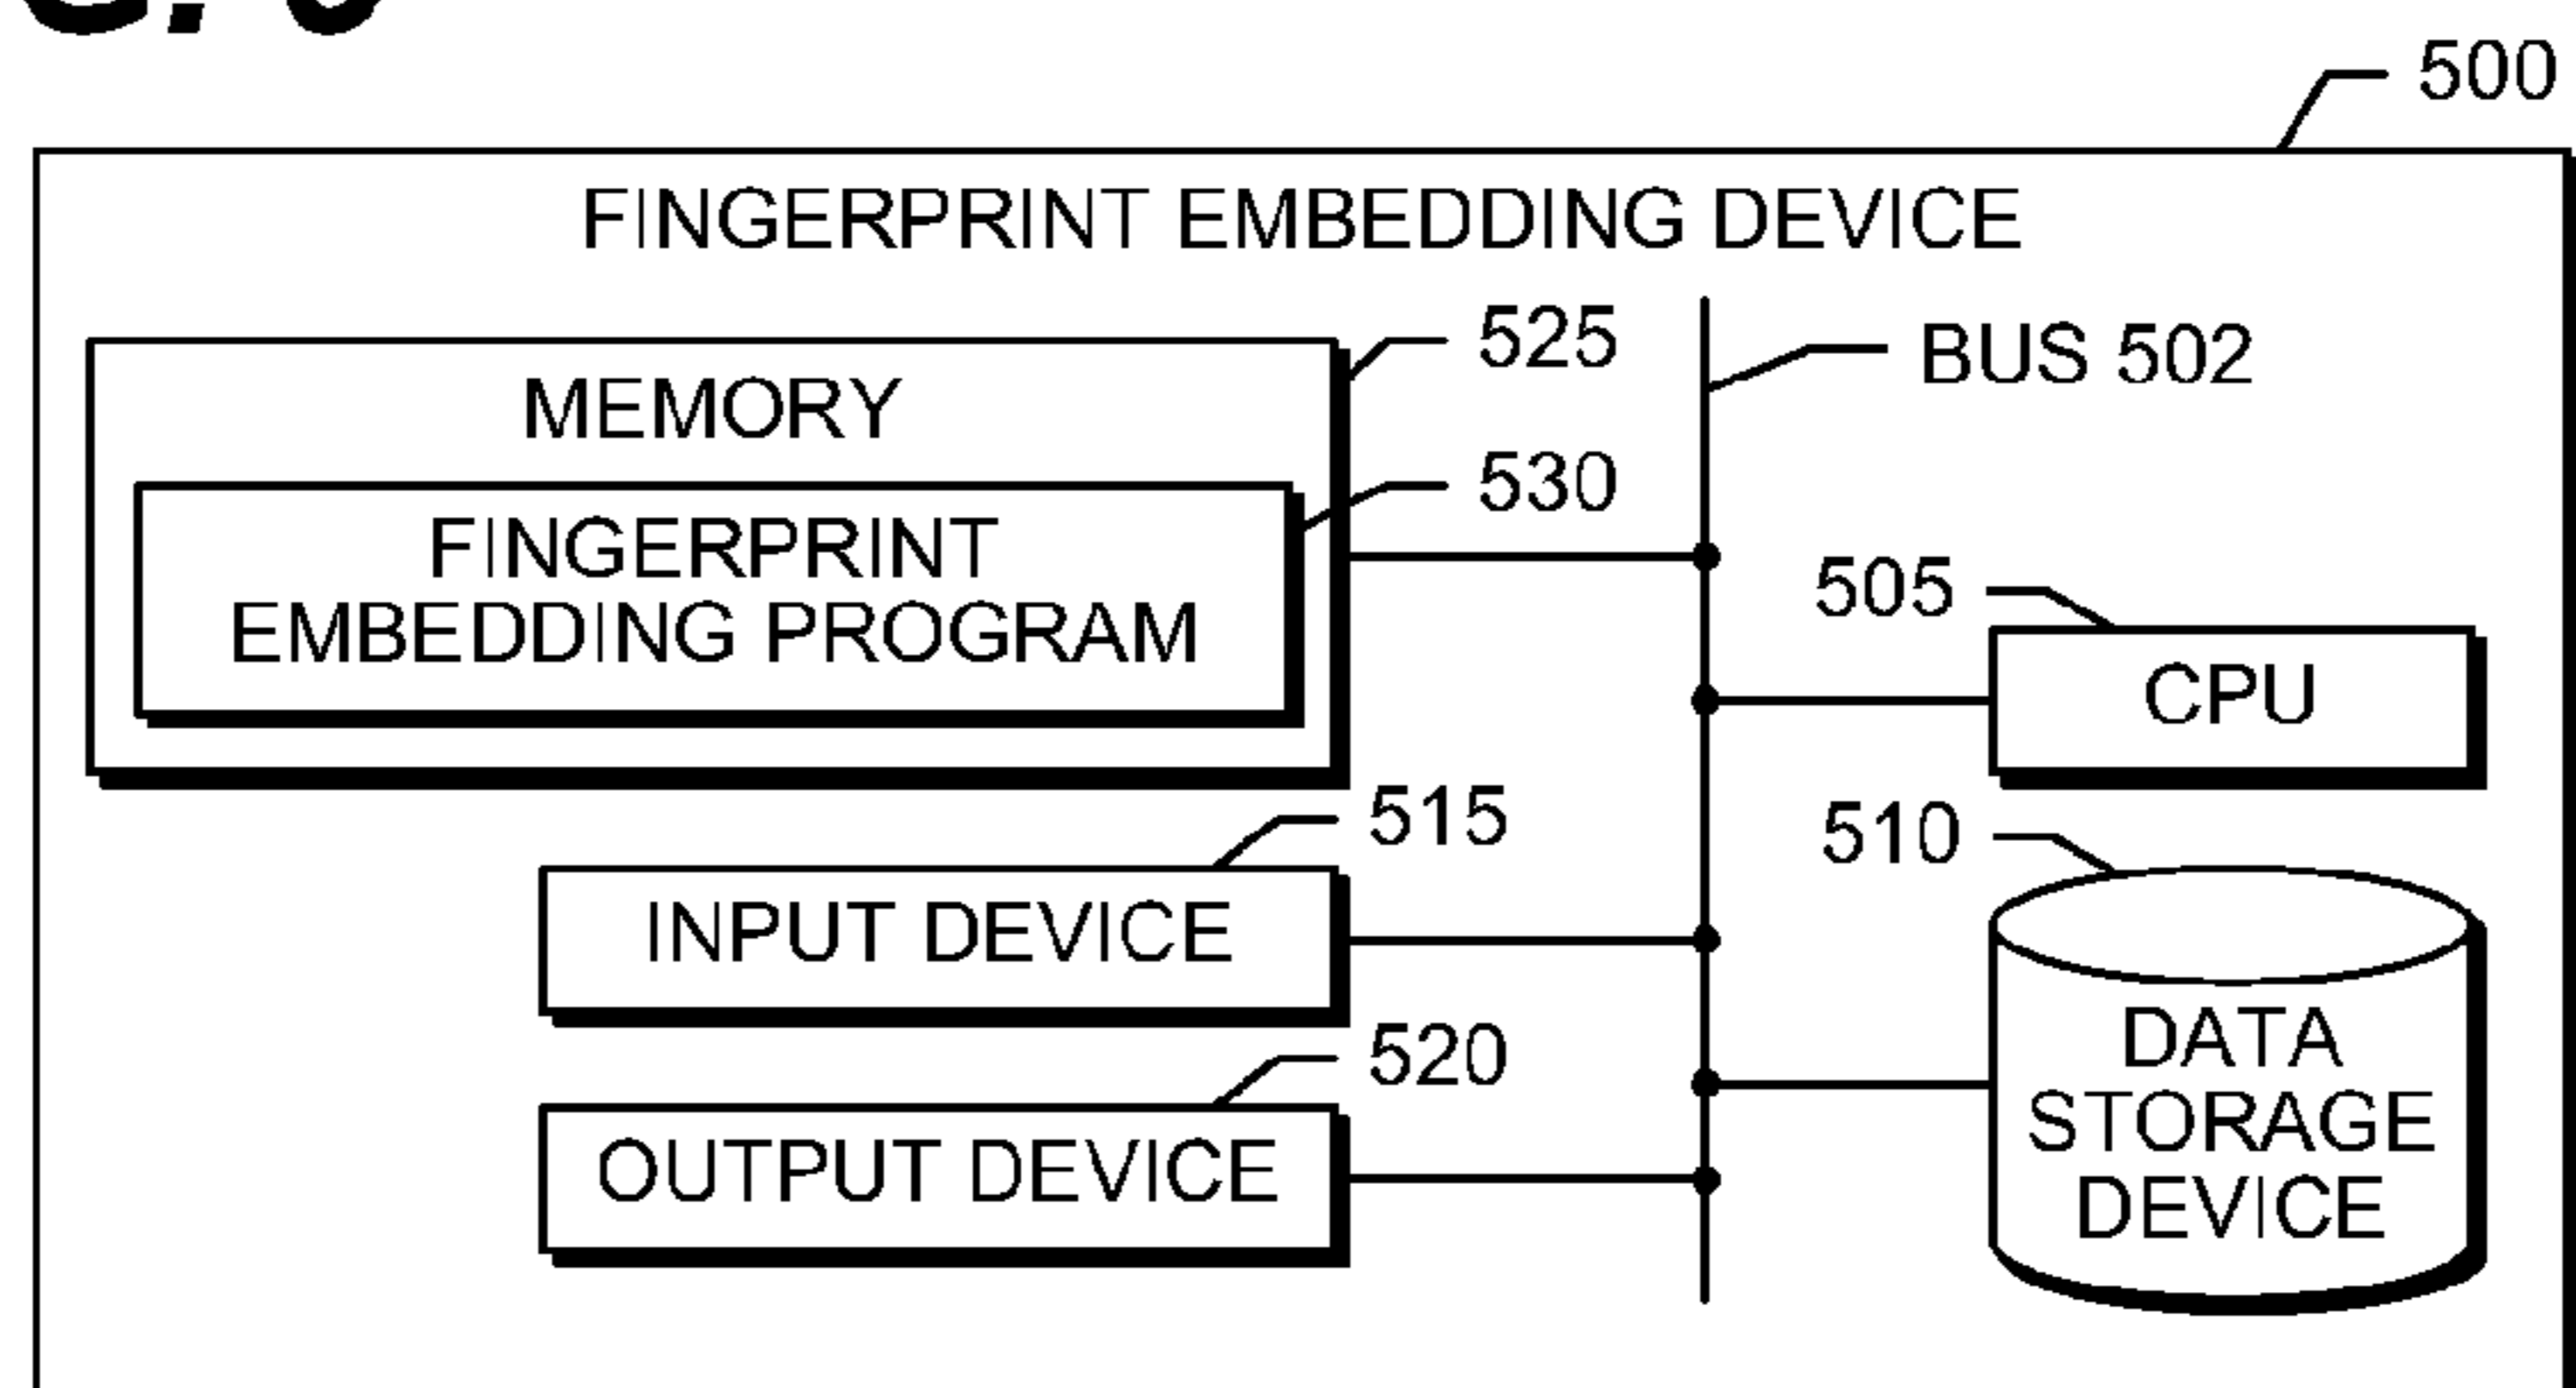 500
FINGERPRINT EMBEDDING DEVICE
525
BUS 502
MEMORY
530
FINGERPRINT
EMBEDDING PROGRAM
505
CPU
515
510
INPUT DEVICE
520
DATA
STORAGE
DEVICE
OUTPUT DEVICE